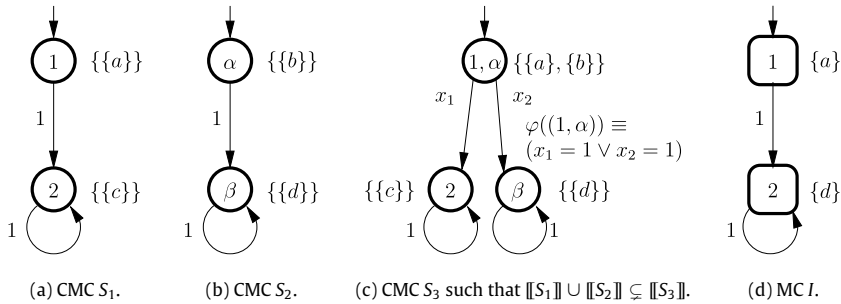 1 {{a}}
1
2 {{c}}
1
α {{b}}
1
β {{d}}
1
1, α {{a}, {b}}
x₁ x₂
φ((1, α)) ≡
(x₁ = 1 ∨ x₂ = 1)
{{c}} 2 β {{d}}
1 1
1 {a}
1
2 {d}
1
(a) CMC S₁.
(b) CMC S₂.
(c) CMC S₃ such that ⟦S₁⟧ ∪ ⟦S₂⟧ ⊊ ⟦S₃⟧.
(d) MC I.